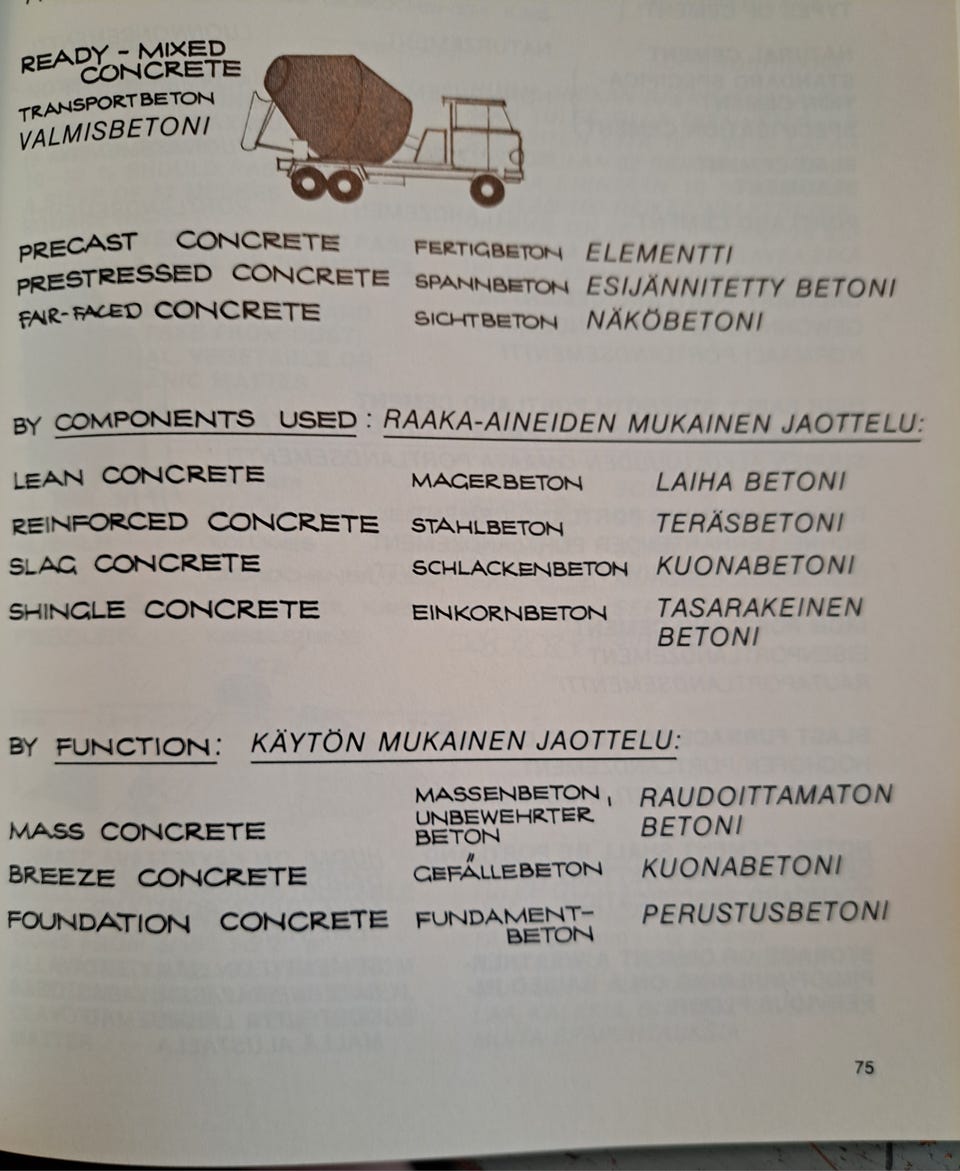 READY - MIXED
CONCRETE
TRANSPORTBETON
VALMISBETONI
PRECAST CONCRETE FERTIGBETON ELEMENTTI
PRESTRESSED CONCRETE SPANNBETON ESIJÄNNITETTY BETONI
FAIR-FACED CONCRETE SICHTBETON NÄKÖBETONI
BY COMPONENTS USED: RAAKA-AINEIDEN MUKAINEN JAOTTELU:
LEAN CONCRETE MAGERBETON LAIHA BETONI
REINFORCED CONCRETE STAHLBETON TERÄSBETONI
SLAG CONCRETE SCHLACKENBETON KUONABETONI
SHINGLE CONCRETE EINKORNBETON TASARAKEINEN
BETONI
BY FUNCTION: KÄYTÖN MUKAINEN JAOTTELU:
MASS CONCRETE MASSENBETON, RAUDOITTAMATON
UNBEWEHRTER BETONI
BETON
BREEZE CONCRETE GEFÄLLEBETON KUONABETONI
FOUNDATION CONCRETE FUNDAMENT- PERUSTUSBETONI
BETON
75